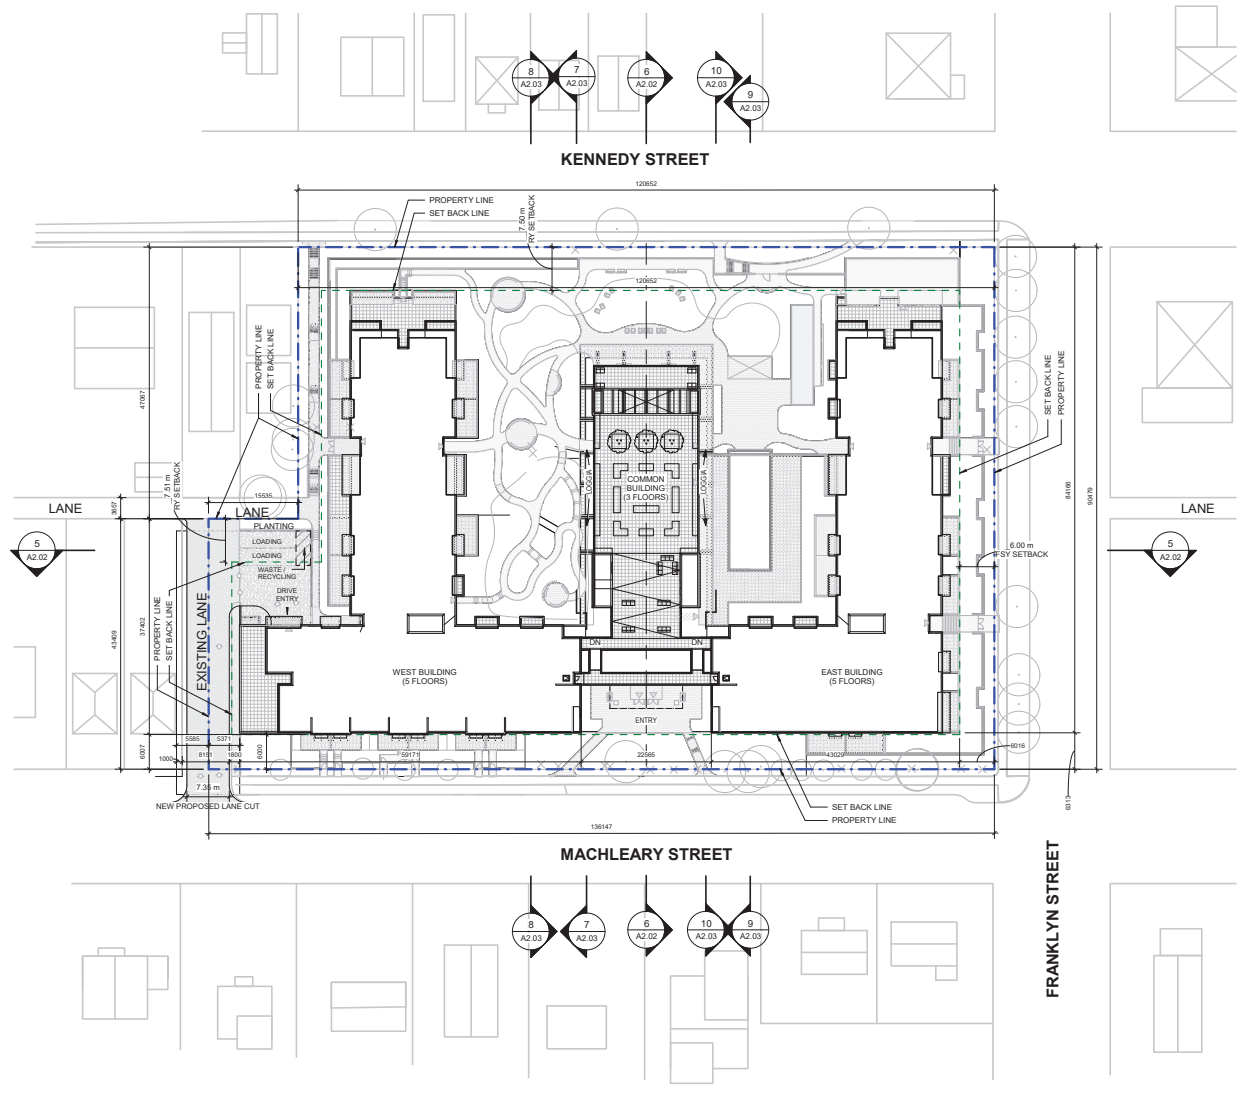 8
A2.03
7
A2.03
6
A2.02
10
A2.03
9
A2.03
KENNEDY STREET
120652
PROPERTY LINE
SET BACK LINE
7.50 m
RY SETBACK
120652
PROPERTY LINE
SET BACK LINE
47087
SET BACK LINE
PROPERTY LINE
84166
90479
7.51 m
RY SETBACK
3657
15535
LANE
LANE
PLANTING
LOADING
LOADING
WASTE /
RECYCLING
DRIVE
ENTRY
LOGGIA
COMMON
BUILDING
(3 FLOORS)
LOGGIA
LANE
5
A2.02
5
A2.02
6.00 m
FSY SETBACK
43409
37402
PROPERTY LINE
SET BACK LINE
EXISTING LANE
DN
DN
WEST BUILDING
(5 FLOORS)
EAST BUILDING
(5 FLOORS)
ENTRY
5585
5371
6007
8151
1800
1000
6000
59171
22565
43029
6016
6313
7.35 m
NEW PROPOSED LANE CUT
SET BACK LINE
PROPERTY LINE
136147
MACHLEARY STREET
FRANKLYN STREET
8
A2.03
7
A2.03
6
A2.02
10
A2.03
9
A2.03